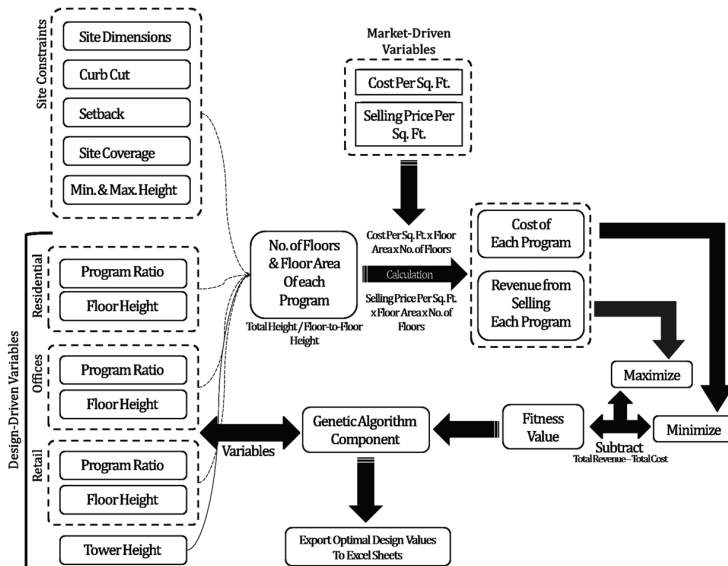 Site Constraints
Site Dimensions
Curb Cut
Setback
Site Coverage
Min. & Max. Height
Market-Driven
Variables
Cost Per Sq. Ft.
Selling Price Per
Sq. Ft.
Design-Driven Variables
Residential
Program Ratio
Floor Height
Offices
Program Ratio
Floor Height
Retail
Program Ratio
Floor Height
Tower Height
No. of Floors
& Floor Area
Of each
Program
Total Height / Floor-to-Floor
Height
Cost Per Sq. Ft. x Floor
Area x No. of Floors
Calculation
Selling Price Per Sq. Ft.
x Floor Area x No. of
Floors
Cost of
Each Program
Revenue from
Selling
Each Program
Maximize
Minimize
Subtract
Total Revenue – Total Cost
Fitness
Value
Genetic Algorithm
Component
Variables
Export Optimal Design Values
To Excel Sheets